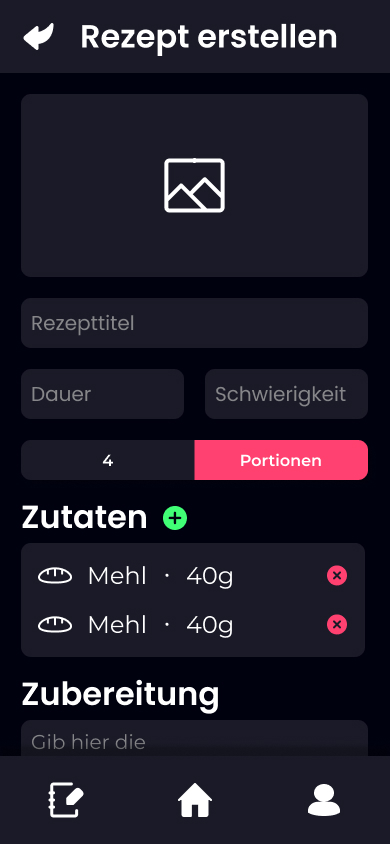 Rezept erstellen
Rezepttitel
Dauer
Schwierigkeit
4
Portionen
Zutaten
Mehl · 40g
Mehl · 40g
Zubereitung
Gib hier die